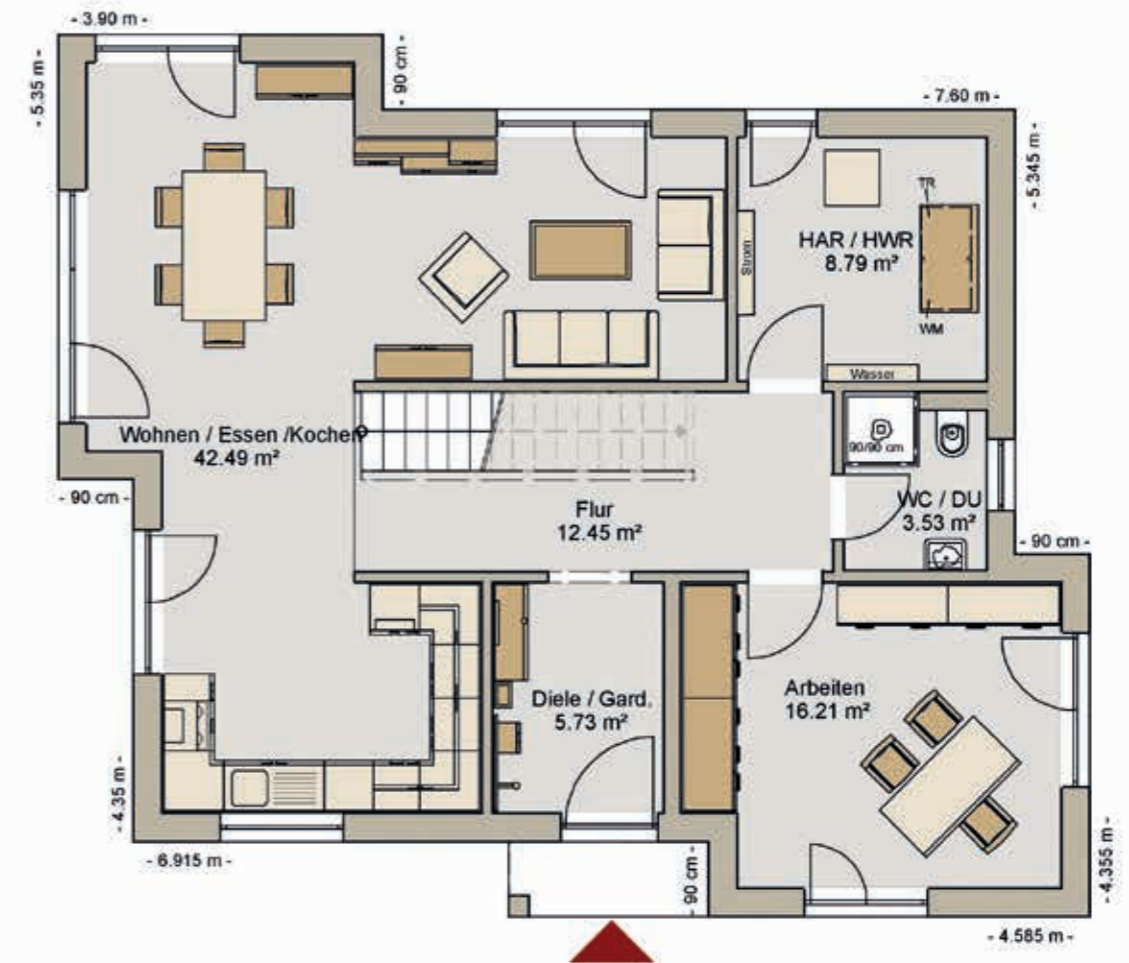 - 3.90 m -
- 5.35 m -
- 90 cm -
- 7.60 m -
- 5.345 m -
TR
HAR / HWR
8.79 m²
Strom
WM
Wasser
Wohnen / Essen /Kochen
42.49 m²
90/90 cm
- 90 cm -
WC / DU
3.53 m²
Flur
12.45 m²
- 90 cm -
Arbeiten
16.21 m²
Diele / Gard.
5.73 m²
- 4.35 m -
- 6.915 m -
- 90 cm -
- 4.355 m -
- 4.585 m -